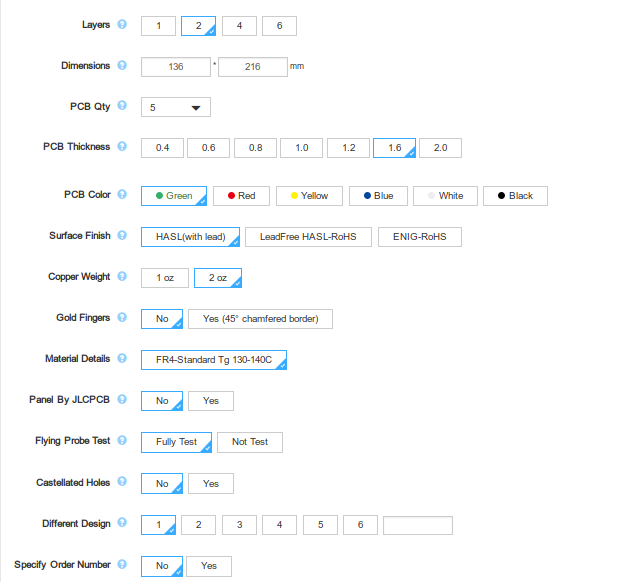 Layers ? 1 2 4 6
Dimensions ? 136 * 216 mm
PCB Qty ? 5
PCB Thickness ? 0.4 0.6 0.8 1.0 1.2 1.6 2.0
PCB Color ? Green Red Yellow Blue White Black
Surface Finish ? HASL(with lead) LeadFree HASL-RoHS ENIG-RoHS
Copper Weight ? 1 oz 2 oz
Gold Fingers ? No Yes (45° chamfered border)
Material Details ? FR4-Standard Tg 130-140C
Panel By JLCPCB ? No Yes
Flying Probe Test ? Fully Test Not Test
Castellated Holes ? No Yes
Different Design ? 1 2 3 4 5 6
Specify Order Number ? No Yes